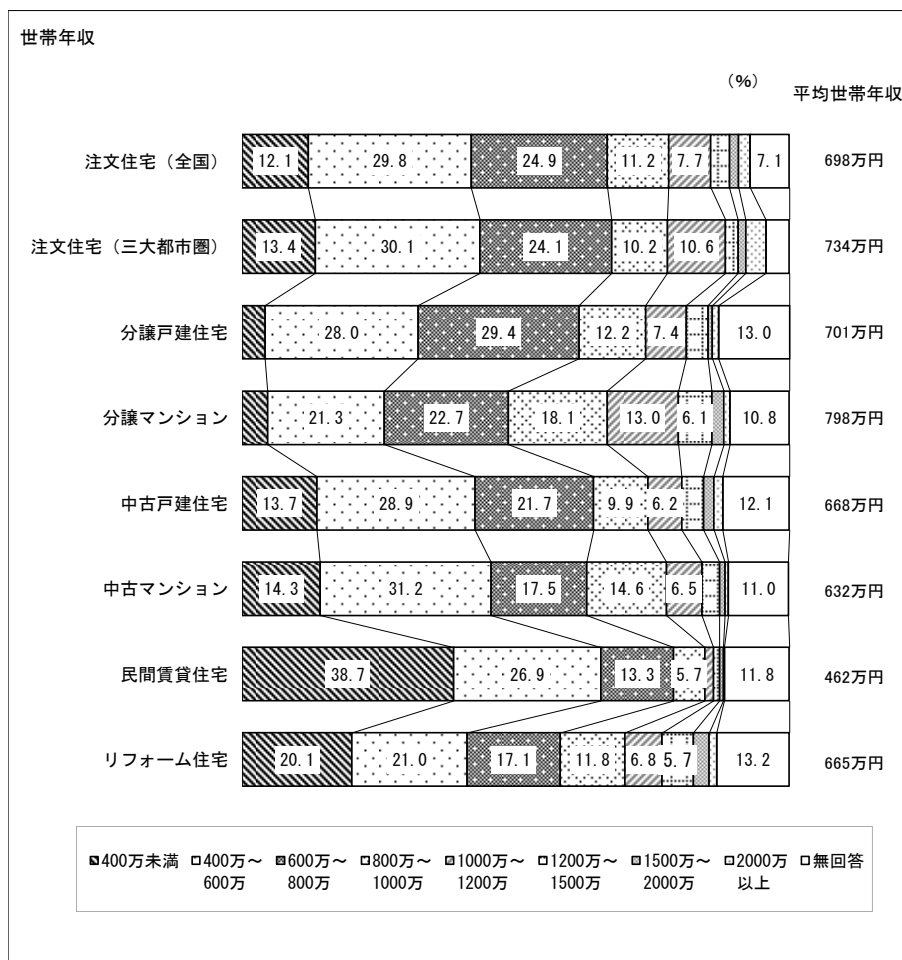 世帯年収
（％）
平均世帯年収
注文住宅（全国） 12.1 29.8 24.9 11.2 7.7 7.1 698万円
注文住宅（三大都市圏） 13.4 30.1 24.1 10.2 10.6 734万円
分譲戸建住宅 28.0 29.4 12.2 7.4 13.0 701万円
分譲マンション 21.3 22.7 18.1 13.0 6.1 10.8 798万円
中古戸建住宅 13.7 28.9 21.7 9.9 6.2 12.1 668万円
中古マンション 14.3 31.2 17.5 14.6 6.5 11.0 632万円
民間賃貸住宅 38.7 26.9 13.3 5.7 11.8 462万円
リフォーム住宅 20.1 21.0 17.1 11.8 6.8 5.7 13.2 665万円
400万未満 400万～ 600万～ 800万～ 1000万～ 1200万～ 1500万～ 2000万 無回答
600万 800万 1000万 1200万 1500万 2000万 以上